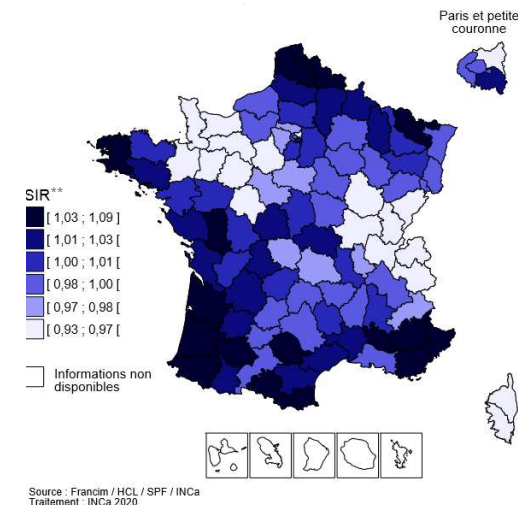 Paris et petite
couronne
SIR**
[ 1,03 ; 1,09 ]
[ 1,01 ; 1,03 [
[ 1,00 ; 1,01 [
[ 0,98 ; 1,00 [
[ 0,97 ; 0,98 [
[ 0,93 ; 0,97 [
Informations non
disponibles
Source : Francim / HCL / SPF / INCa
Traitement : INCa 2020